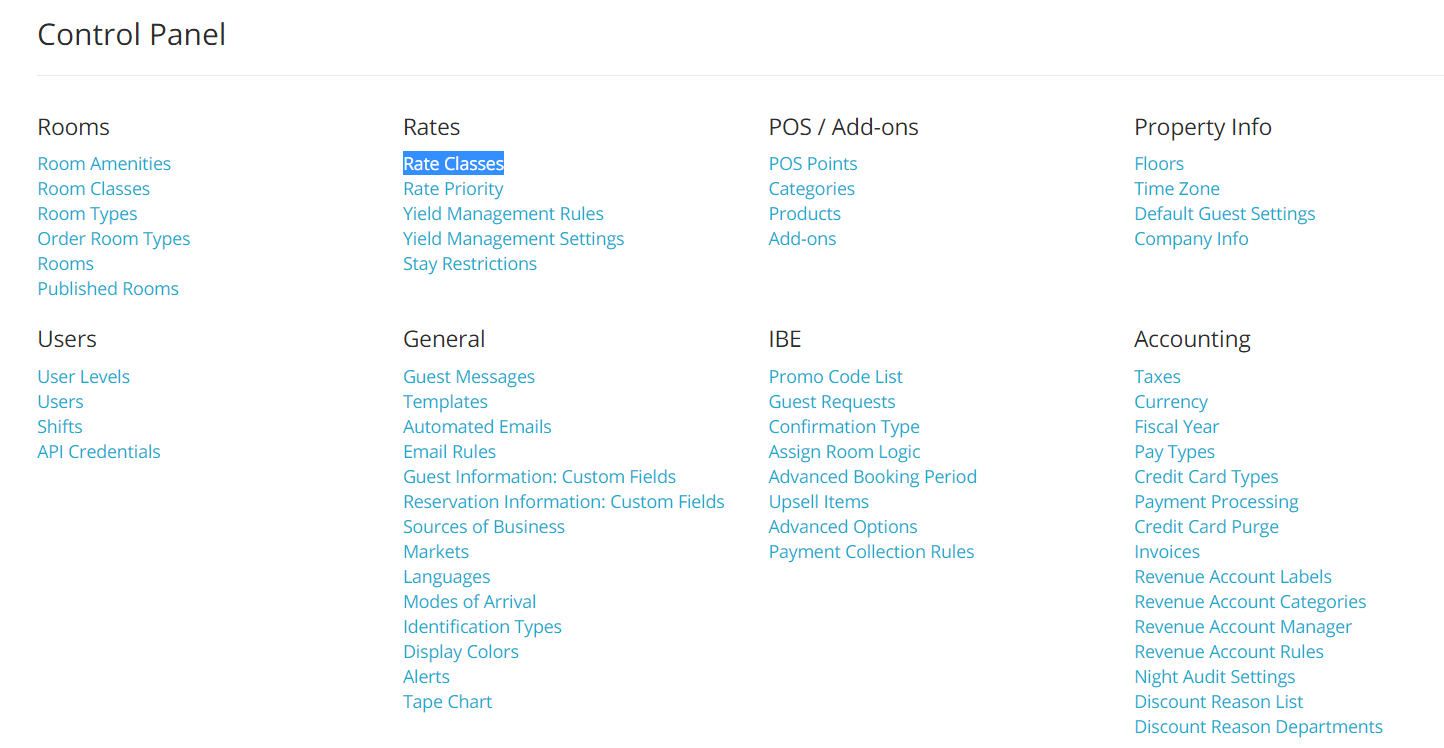 Control Panel
Rooms
Room Amenities
Room Classes
Room Types
Order Room Types
Rooms
Published Rooms
Rates
Rate Classes
Rate Priority
Yield Management Rules
Yield Management Settings
Stay Restrictions
POS / Add-ons
POS Points
Categories
Products
Add-ons
Property Info
Floors
Time Zone
Default Guest Settings
Company Info
Users
User Levels
Users
Shifts
API Credentials
General
Guest Messages
Templates
Automated Emails
Email Rules
Guest Information: Custom Fields
Reservation Information: Custom Fields
Sources of Business
Markets
Languages
Modes of Arrival
Identification Types
Display Colors
Alerts
Tape Chart
IBE
Promo Code List
Guest Requests
Confirmation Type
Assign Room Logic
Advanced Booking Period
Upsell Items
Advanced Options
Payment Collection Rules
Accounting
Taxes
Currency
Fiscal Year
Pay Types
Credit Card Types
Payment Processing
Credit Card Purge
Invoices
Revenue Account Labels
Revenue Account Categories
Revenue Account Manager
Revenue Account Rules
Night Audit Settings
Discount Reason List
Discount Reason Departments